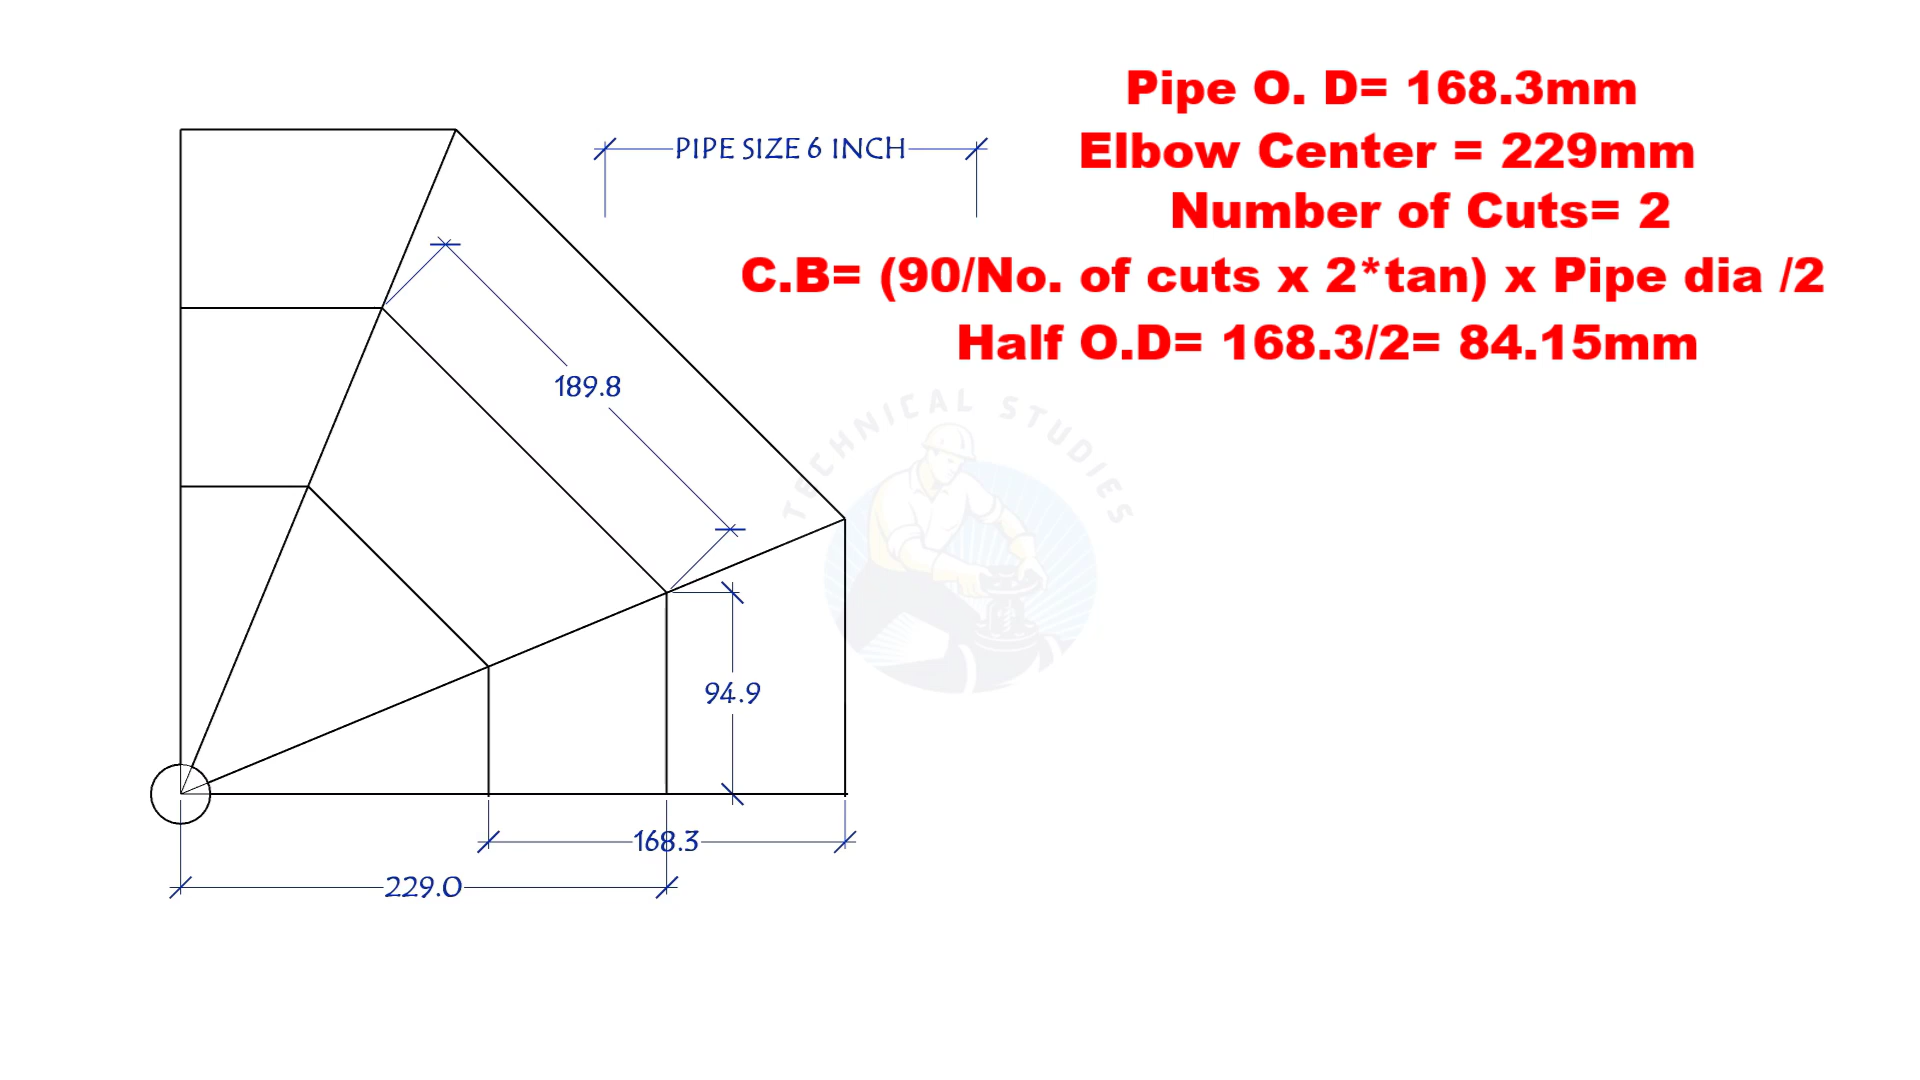 Pipe O. D= 168.3mm
PIPE SIZE 6 INCH
Elbow Center = 229mm
Number of Cuts= 2
C.B= (90/No. of cuts x 2*tan) x Pipe dia /2
Half O.D= 168.3/2= 84.15mm
189.8
TECHNICAL STUDIES
94.9
168.3
229.0